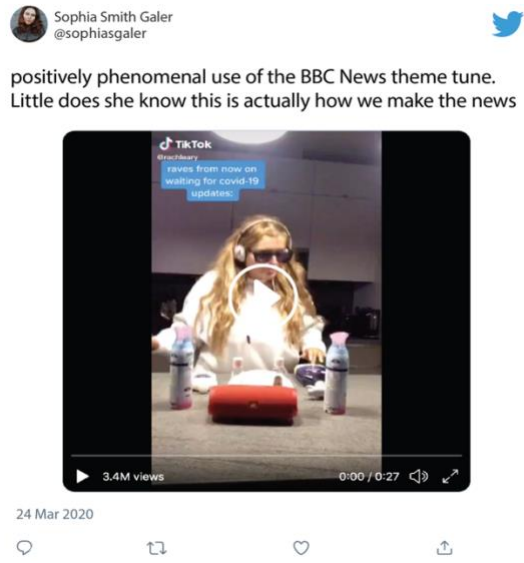 Sophia Smith Galer
@sophiasgaler
positively phenomenal use of the BBC News theme tune.
Little does she know this is actually how we make the news
TikTok
@rachleary
raves from now on
waiting for covid-19
updates:
3.4M views
0:00 / 0:27
24 Mar 2020